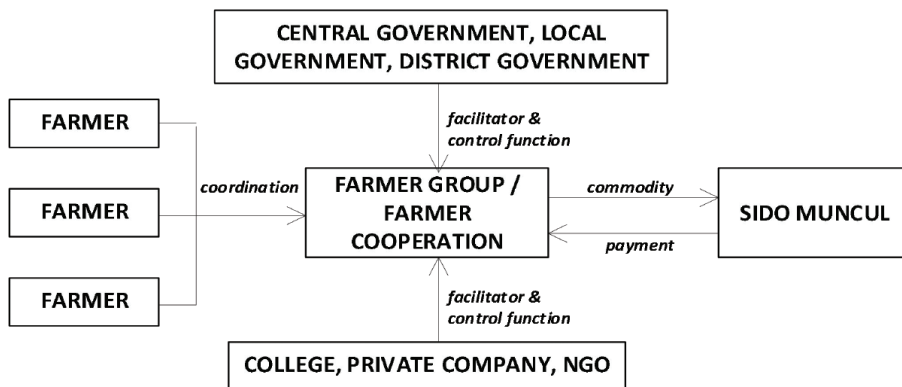 CENTRAL GOVERNMENT, LOCAL
GOVERNMENT, DISTRICT GOVERNMENT
FARMER
facilitator &
control function
FARMER
coordination
FARMER GROUP /
FARMER
COOPERATION
commodity
payment
SIDO MUNCUL
FARMER
facilitator &
control function
COLLEGE, PRIVATE COMPANY, NGO